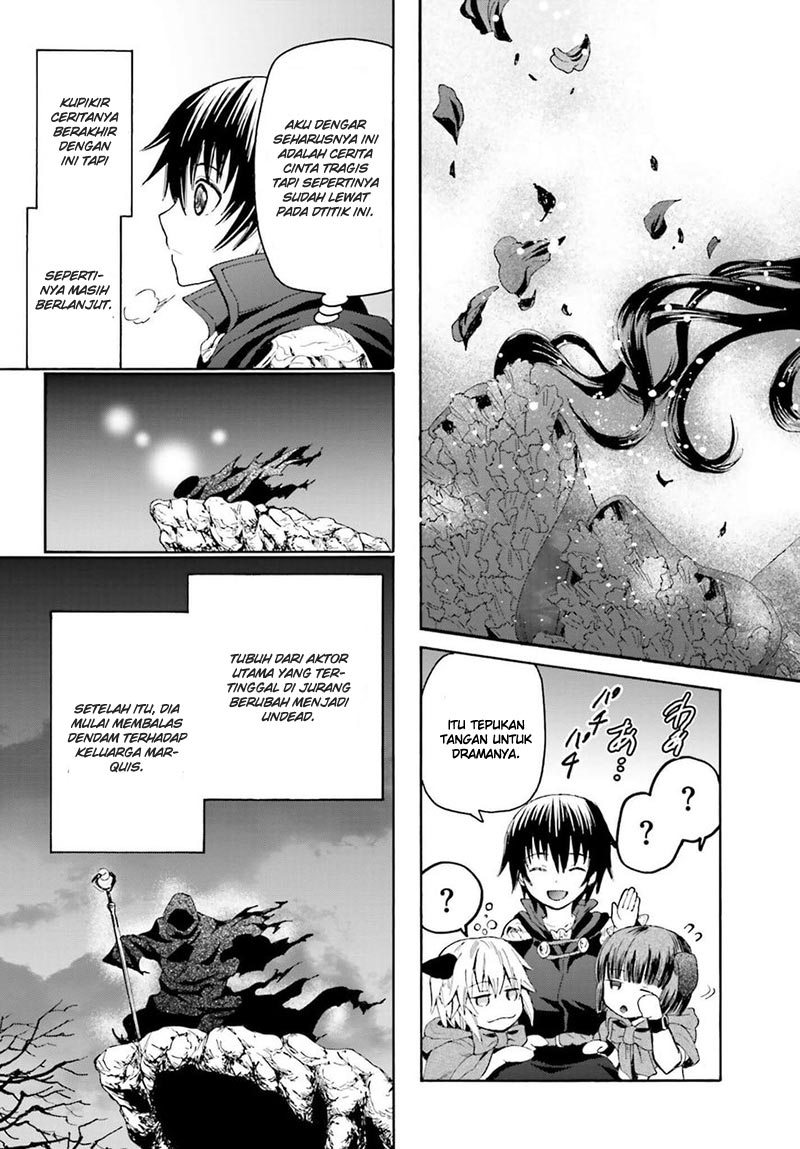 ITU TEPUKAN
TANGAN UNTUK
DRAMANYA.
パチパチ
わぁあ…
?
?
?
AKU DENGAR
SEHARUSNYA INI
ADALAH CERITA
CINTA TRAGIS
TAPI SEPERTINYA
SUDAH LEWAT
PADA DTITIK INI.
KUPIKIR
CERITANYA
BERAKHIR
DENGAN
INI TAPI
SEPERTI-
NYA MASIH
BERLANJUT.
TUBUH DARI AKTOR
UTAMA YANG TER-
TINGGAL DI JURANG
BERUBAH MENJADI
UNDEAD.
SETELAH ITU, DIA
MULAI MEMBALAS
DENDAM TERHADAP
KELUARGA MAR-
QUIS.